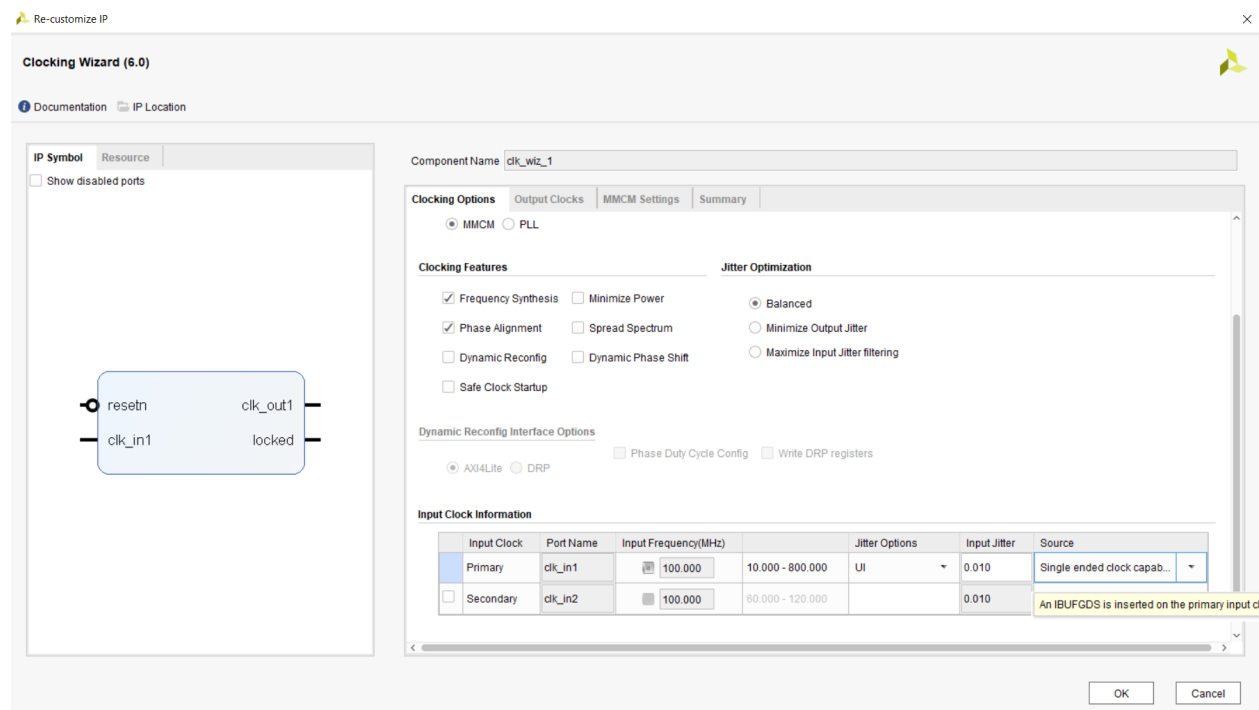 Re-customize IP
Clocking Wizard (6.0)
Documentation IP Location
IP Symbol Resource
Show disabled ports
resetn clk_out1
clk_in1 locked
Component Name clk_wiz_1
Clocking Options Output Clocks MMCM Settings Summary
MMCM PLL
Clocking Features Jitter Optimization
Frequency Synthesis Minimize Power Balanced
Phase Alignment Spread Spectrum Minimize Output Jitter
Dynamic Reconfig Dynamic Phase Shift Maximize Input Jitter filtering
Safe Clock Startup
Dynamic Reconfig Interface Options
Phase Duty Cycle Config Write DRP registers
AXI4Lite DRP
Input Clock Information
Input Clock Port Name Input Frequency(MHz) Jitter Options Input Jitter Source
Primary clk_in1 100.000 10.000 - 800.000 UI 0.010 Single ended clock capab...
Secondary clk_in2 100.000 60.000 - 120.000 0.010
An IBUFGDS is inserted on the primary input cl
OK Cancel